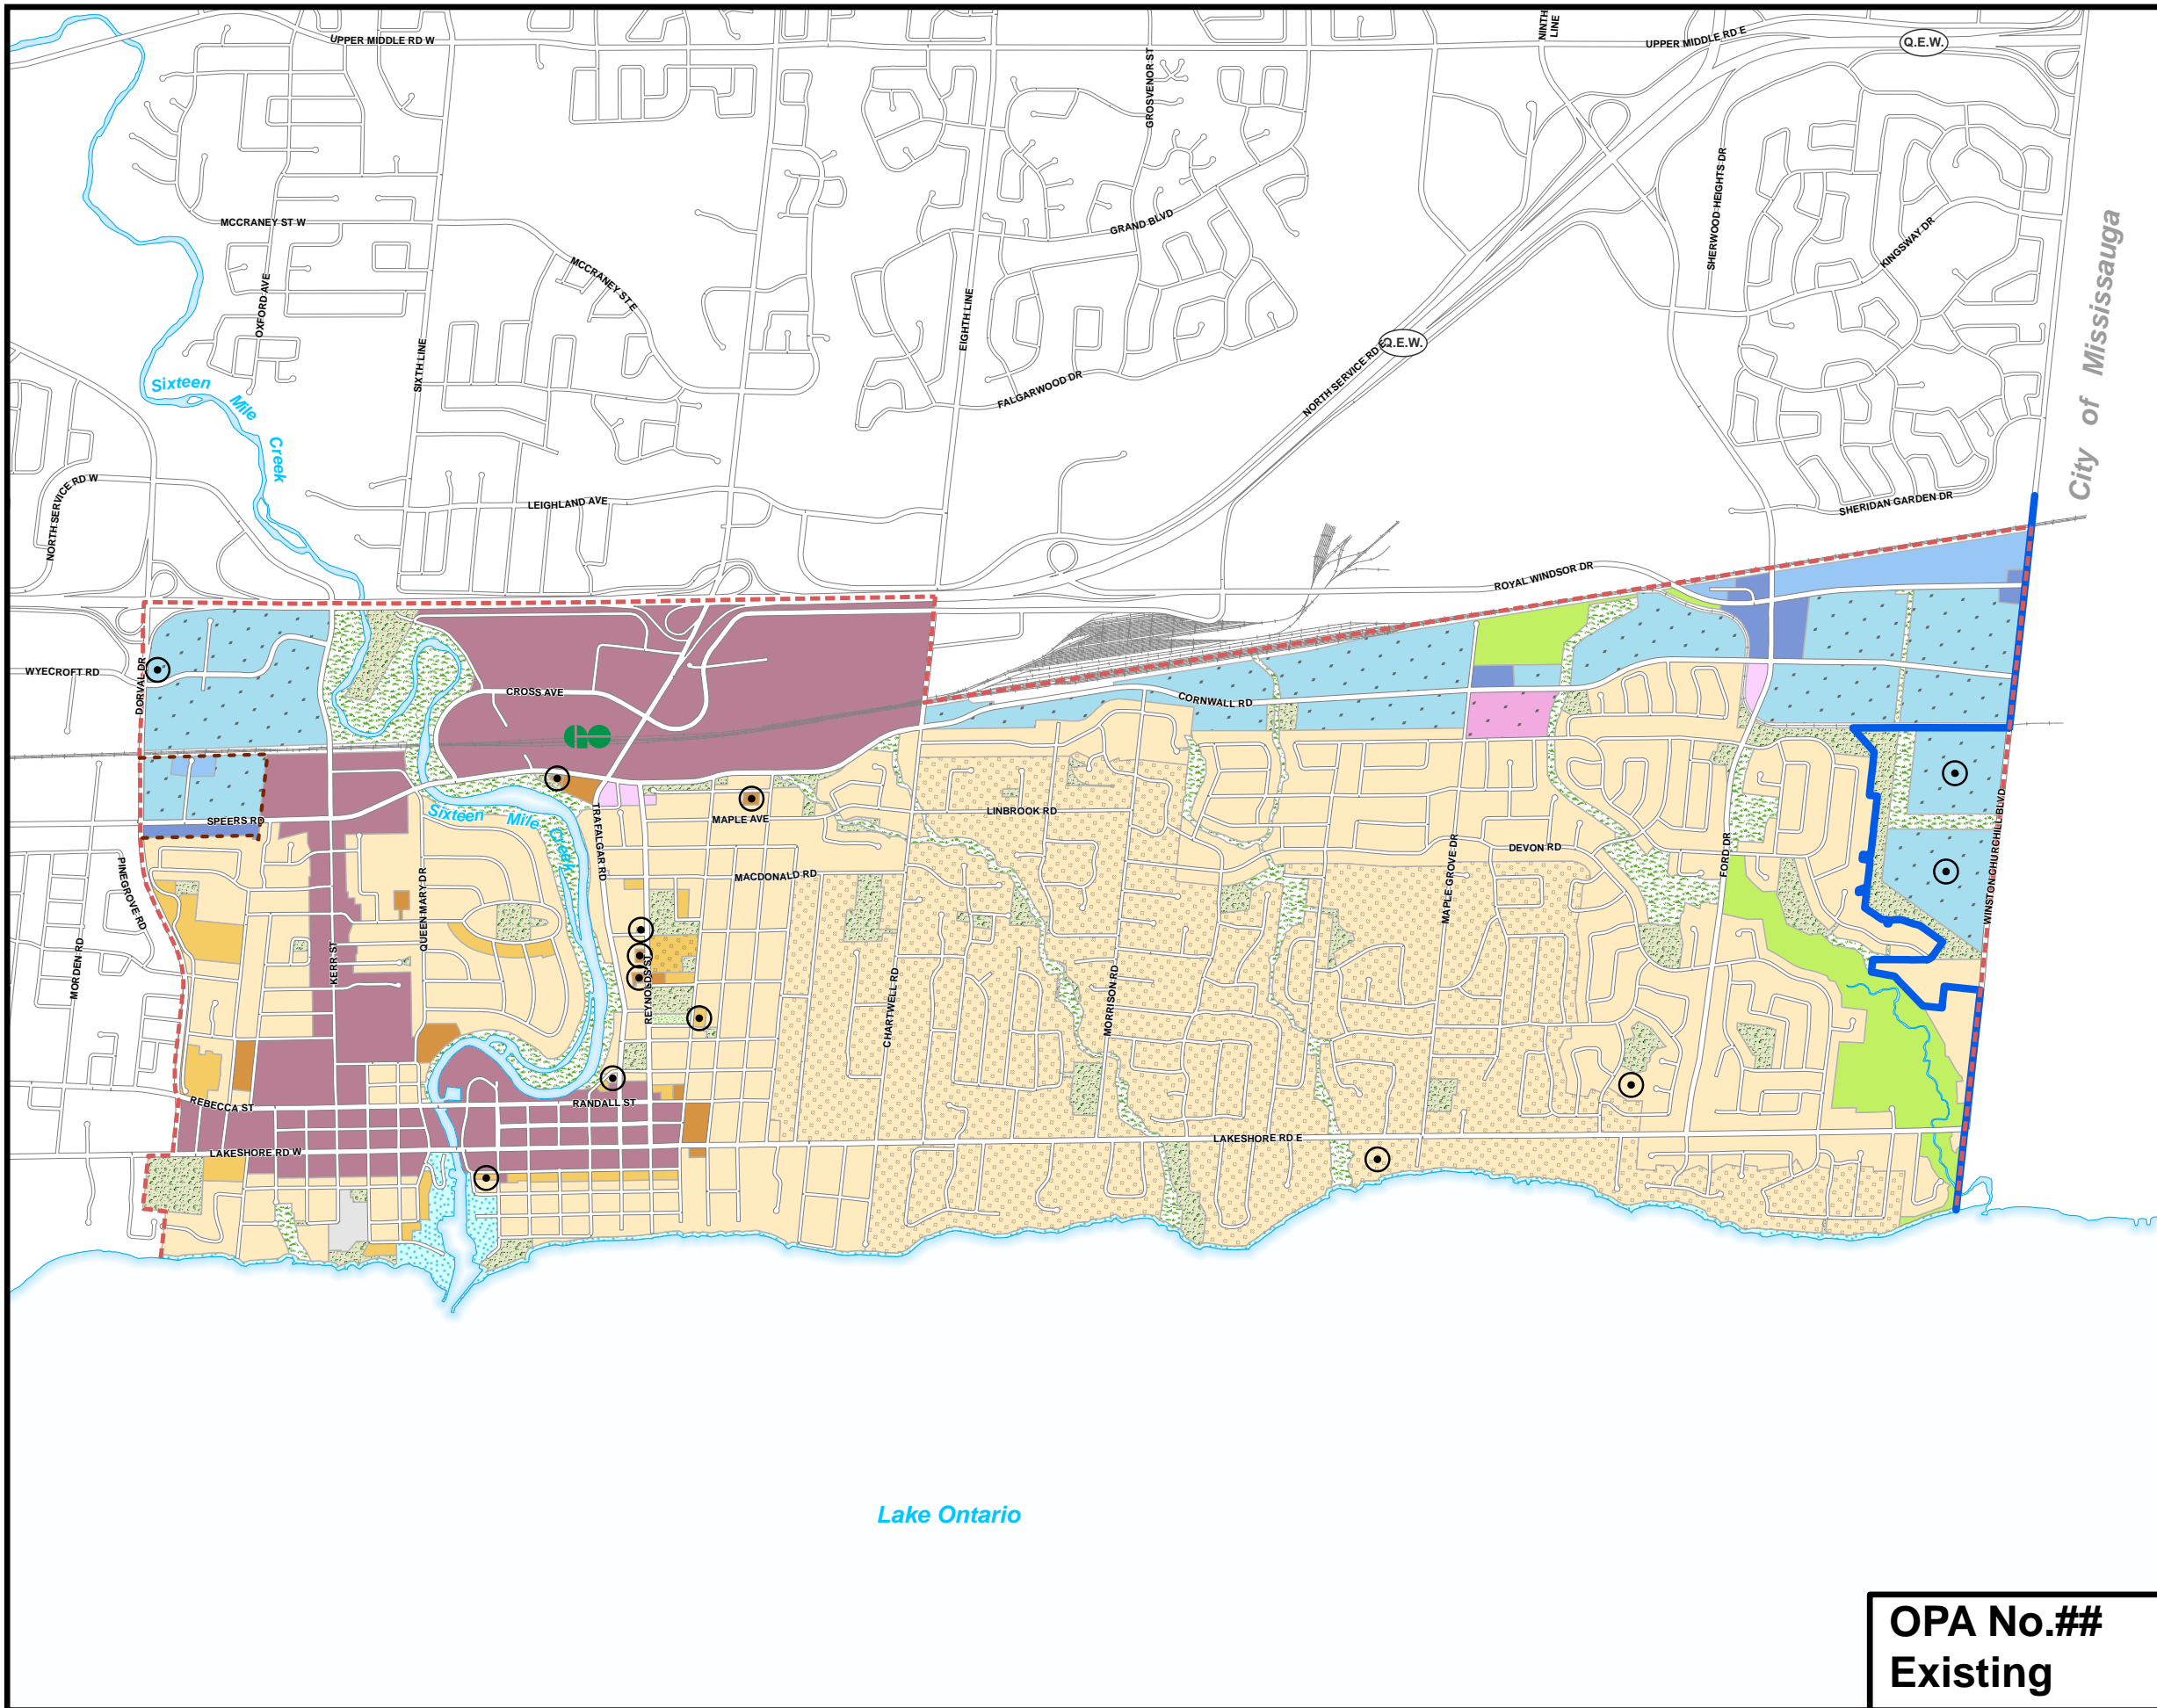 UPPER MIDDLE RD W
NINTH
LINE
UPPER MIDDLE RD E
Q.E.W.
GROSVENOR ST
SHERWOOD HEIGHTS DR
MCCRANEY ST W
GRAND BLVD
KINGSWAY DR
City of Mississauga
MCCRANEY ST E
OXFORD AVE
EIGHTH LINE
SIXTH LINE
Q.E.W.
NORTH SERVICE RD E
Sixteen
Mile
Creek
FALGARWOOD DR
NORTH SERVICE RD W
LEIGHLAND AVE
SHERIDAN GARDEN DR
ROYAL WINDSOR DR
WYECROFT RD
DORVAL DR
CROSS AVE
CORNWALL RD
GO
SPEERS RD
Sixteen Mile Creek
TRAFALGAR RD
MAPLE AVE
LINBROOK RD
WINSTON CHURCHILL BLVD
PINEGROVE RD
QUEEN MARY DR
MACDONALD RD
MAPLE GROVE DR
DEVON RD
FORD DR
MORDEN RD
KERR ST
REYNOLDS ST
CHARTWELL RD
MORRISON RD
REBECCA ST
RANDALL ST
LAKESHORE RD W
LAKESHORE RD E
Lake Ontario
OPA No.##
Existing